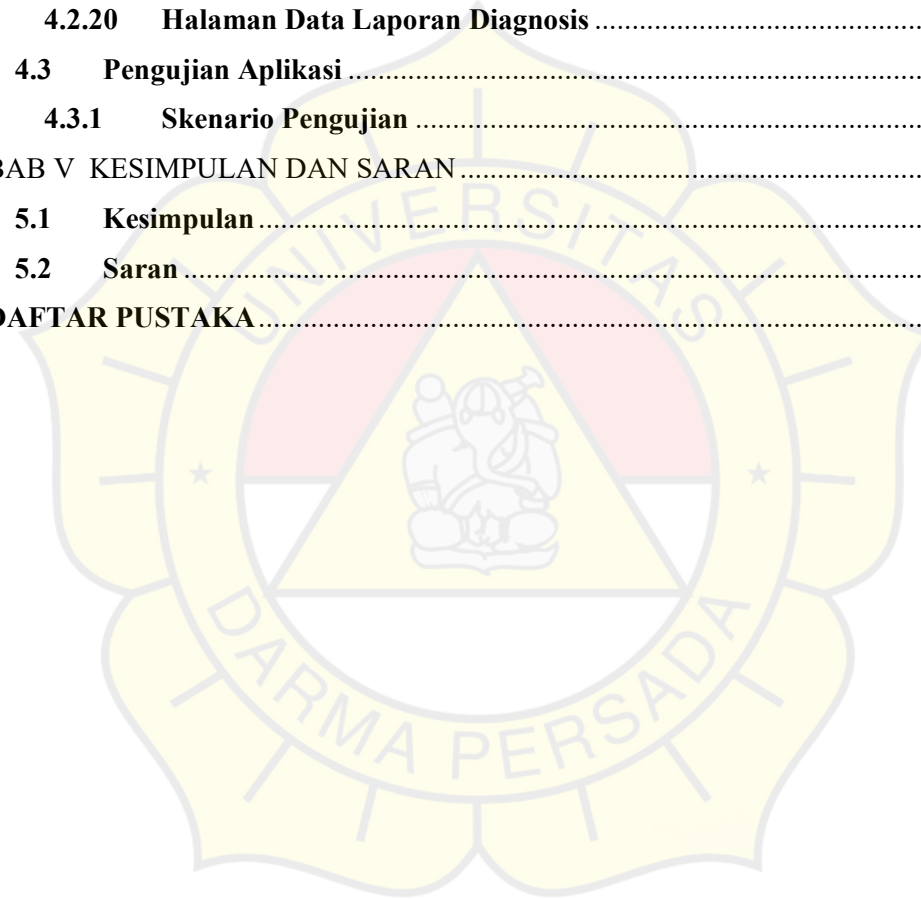 4.2.20 Halaman Data Laporan Diagnosis ................................................
4.3 Pengujian Aplikasi ................................................................................
4.3.1 Skenario Pengujian .........................................................................
BAB V KESIMPULAN DAN SARAN ..................................................................
5.1 Kesimpulan .............................................................................................
5.2 Saran ........................................................................................................
DAFTAR PUSTAKA ...............................................................................................
UNIVERSITAS
DARMA PERSADA